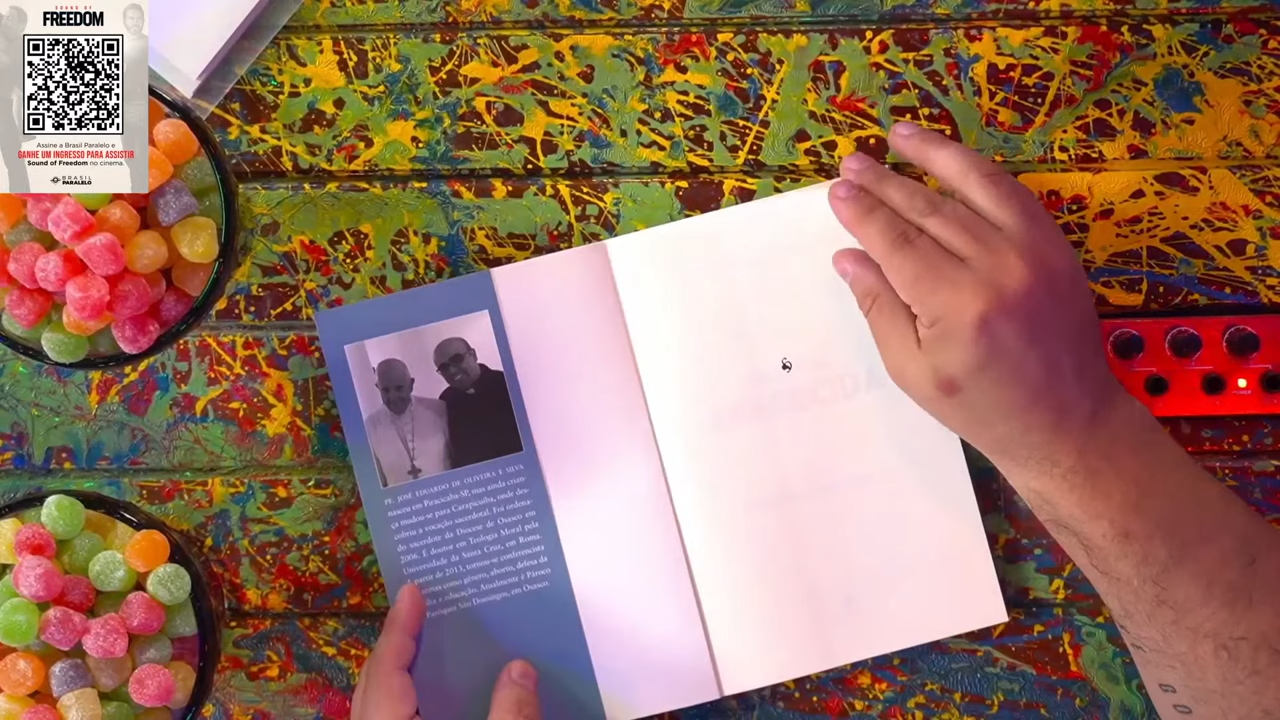 SOUND OF
FREEDOM
Assine a Brasil Paralelo e
GANHE UM INGRESSO PARA ASSISTIR
Sound of Freedom no cinema.
BRASIL
PARALELO
PE. JOSÉ EDUARDO DE OLIVEIRA E SILVA
nasceu em Piracicaba-SP, mas ainda crian-
ça mudou-se para Carapicuíba, onde des-
cobriu a vocação sacerdotal. Foi ordena-
do sacerdote da Diocese de Osasco em
2006. É doutor em Teologia Moral pela
Universidade da Santa Cruz, em Roma.
A partir de 2013, tornou-se conferencista
temas como gênero, aborto, defesa da
e educação. Atualmente é Pároco
Paróquia São Domingos, em Osasco.
POWER